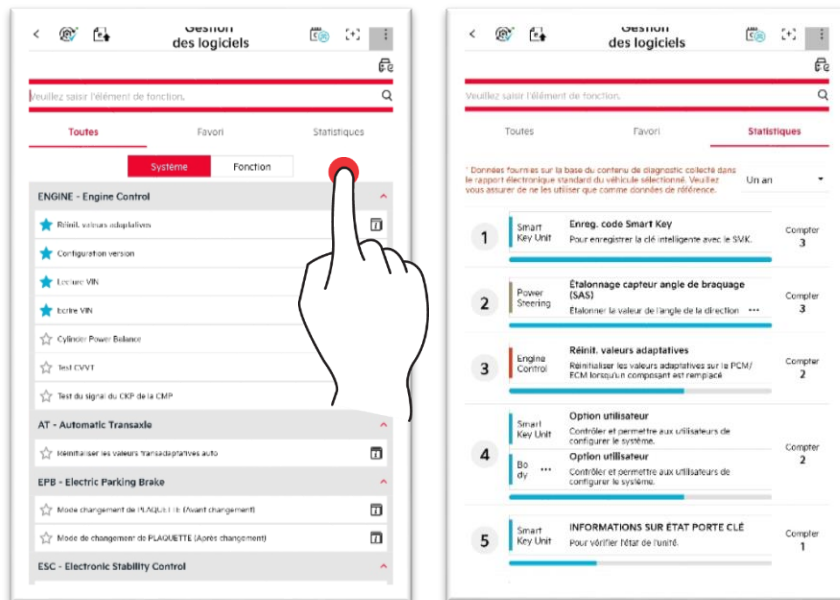 Gestion
des logiciels
Veuillez saisir l'élément de fonction.
Toutes Favori Statistiques
Système Fonction
ENGINE - Engine Control
Réinit. valeurs adaptatives
Configuration version
Lecture VIN
Ecrire VIN
Cylinder Power Balance
Test CVVT
Test du signal du CKP de la CMP
AT - Automatic Transaxle
Réinitialiser les valeurs transadaptatives auto
EPB - Electric Parking Brake
Mode changement de PLAQUETTE (Avant changement)
Mode de changement de PLAQUETTE (Après changement)
ESC - Electronic Stability Control
Gestion
des logiciels
Veuillez saisir l'élément de fonction.
Toutes Favori Statistiques
* Données fournies sur la base du contenu de diagnostic collecté dans
le rapport électronique standard du véhicule sélectionné. Veuillez
vous assurer de ne les utiliser que comme données de référence.
Un an
1 Smart Key Unit
Enreg. code Smart Key
Pour enregistrer la clé intelligente avec le SMK.
Compter 3
2 Power Steering
Étalonnage capteur angle de braquage
(SAS)
Étalonner la valeur de l'angle de la direction ...
Compter 3
3 Engine Control
Réinit. valeurs adaptatives
Réinitialiser les valeurs adaptatives sur le PCM/
ECM lorsqu'un composant est remplacé
Compter 2
4 Smart Key Unit
Option utilisateur
Contrôler et permettre aux utilisateurs de
configurer le système.
Bo
dy ...
Option utilisateur
Contrôler et permettre aux utilisateurs de
configurer le système.
Compter 2
5 Smart Key Unit
INFORMATIONS SUR ÉTAT PORTE CLÉ
Pour vérifier l'état de l'unité.
Compter 1